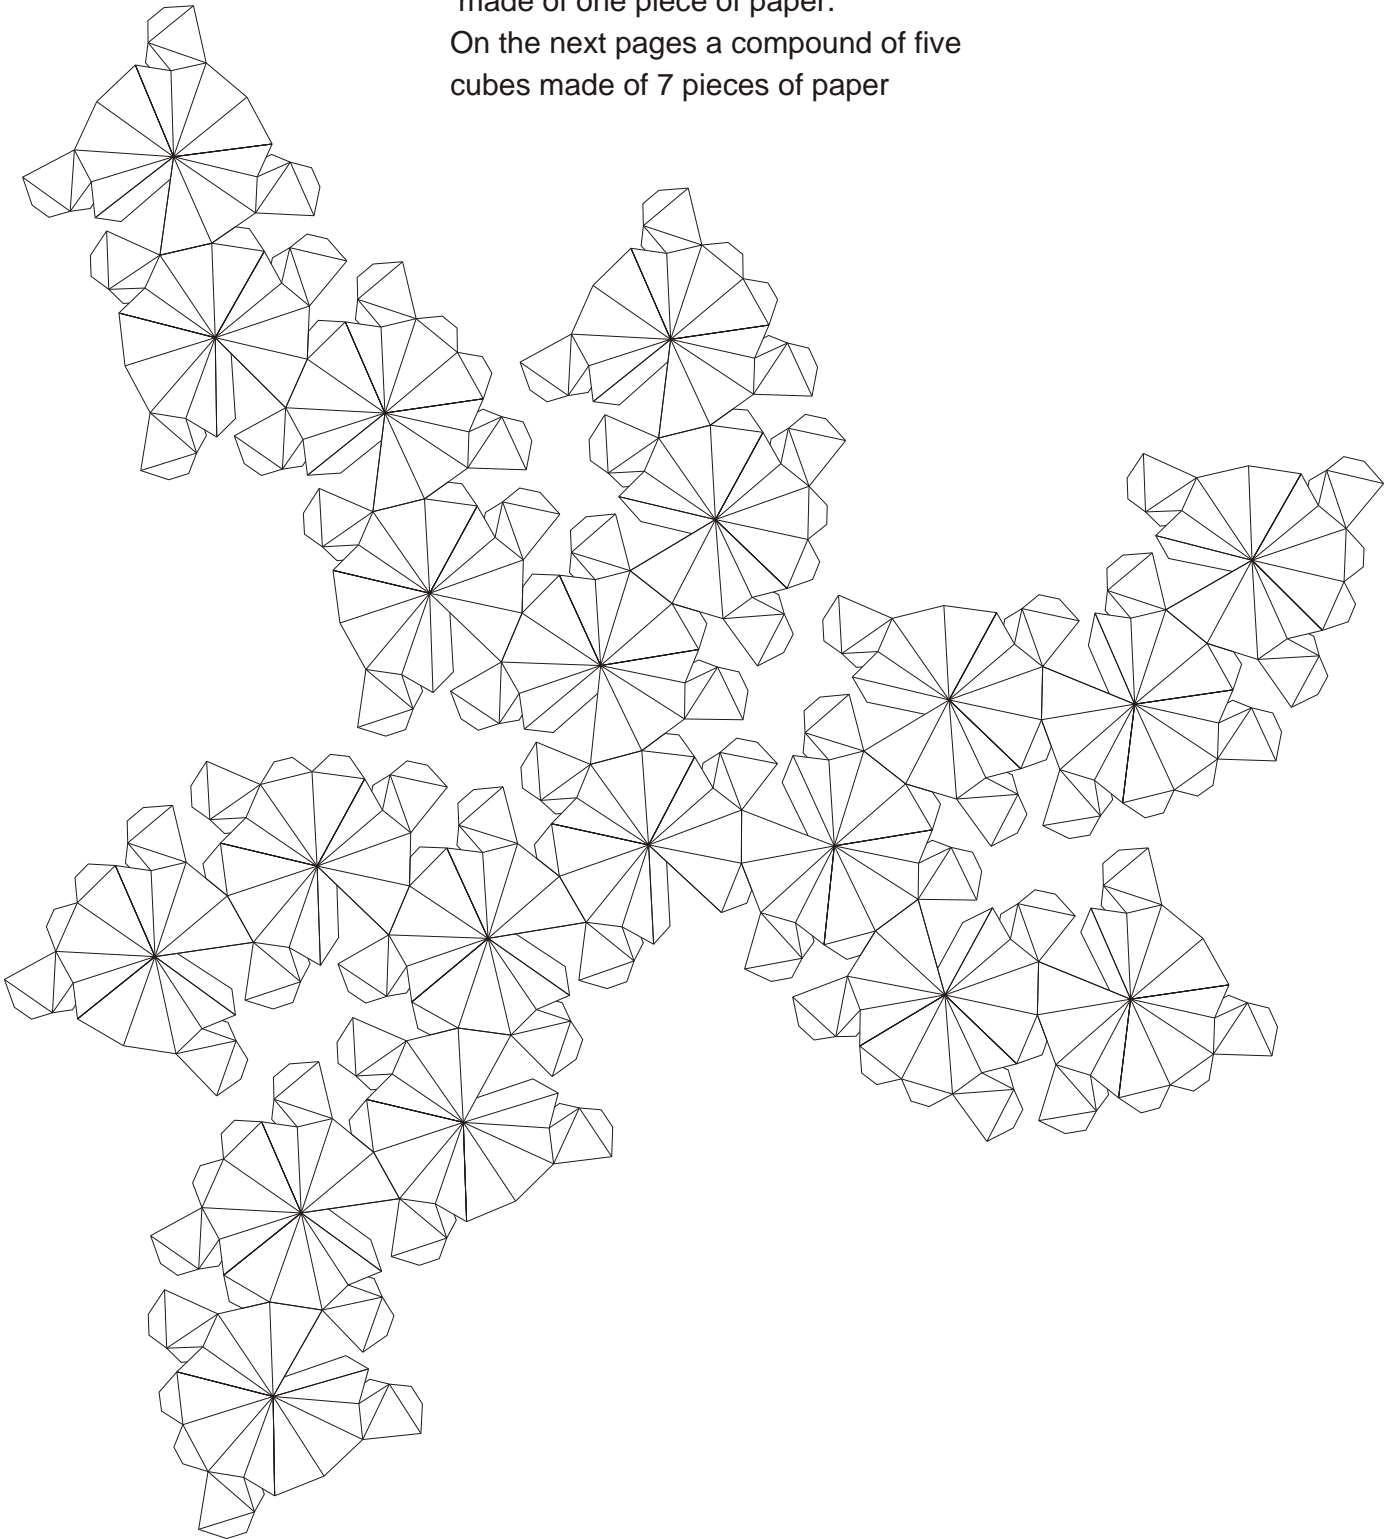 made of one piece of paper.
On the next pages a compound of five
cubes made of 7 pieces of paper